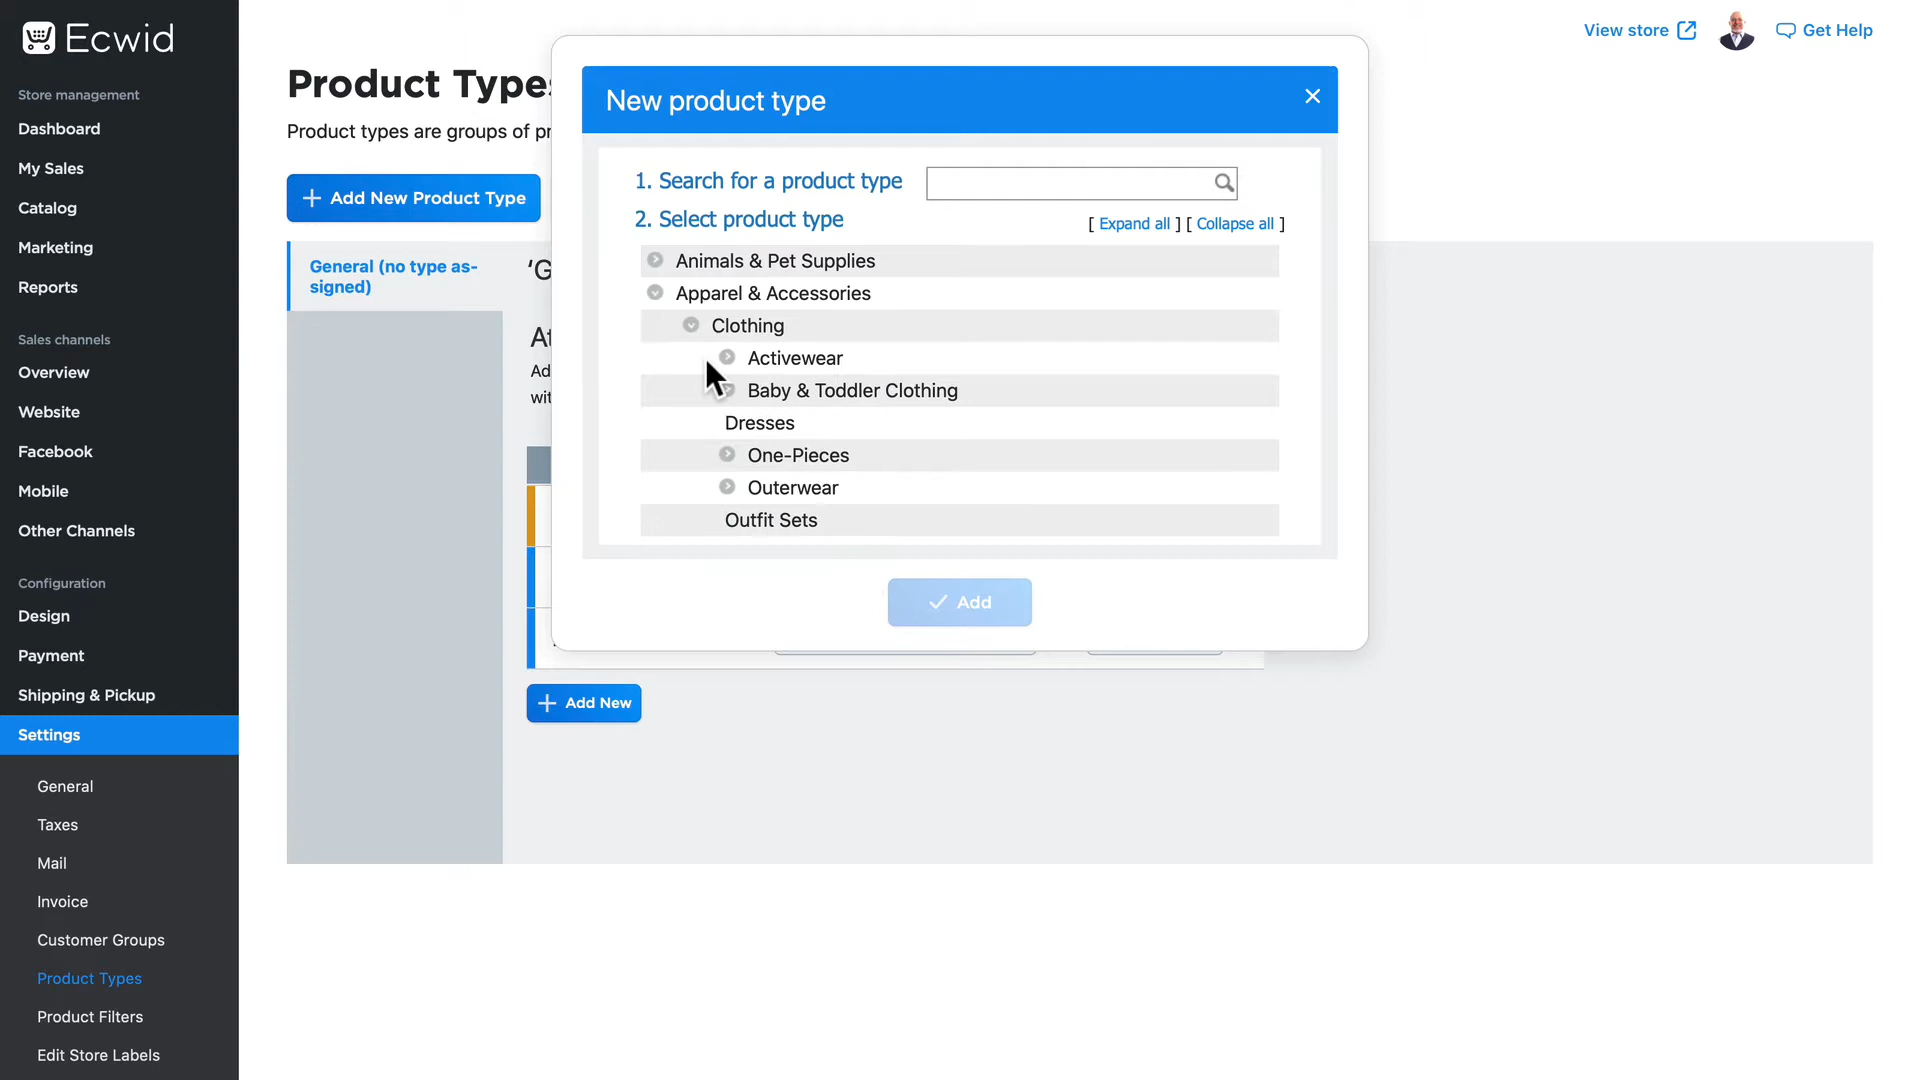 Ecwid
Store management
Dashboard
My Sales
Catalog
Marketing
Reports
Sales channels
Overview
Website
Facebook
Mobile
Other Channels
Configuration
Design
Payment
Shipping & Pickup
Settings
General
Taxes
Mail
Invoice
Customer Groups
Product Types
Product Filters
Edit Store Labels
View store
Get Help
Product Types
Product types are groups of pr
+ Add New Product Type
General (no type as-
signed)
‘G
At
Ad
wit
+ Add New
New product type
1. Search for a product type
2. Select product type
[ Expand all ] [ Collapse all ]
Animals & Pet Supplies
Apparel & Accessories
Clothing
Activewear
Baby & Toddler Clothing
Dresses
One-Pieces
Outerwear
Outfit Sets
Add